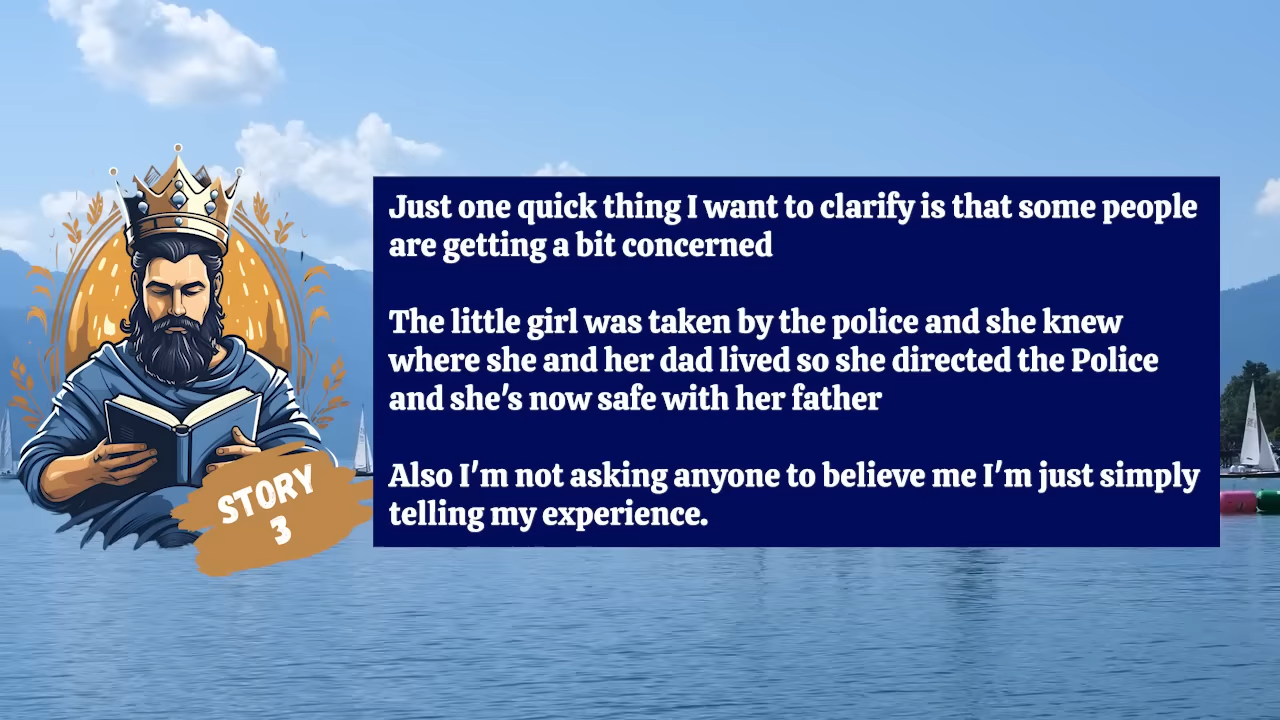 Just one quick thing I want to clarify is that some people
are getting a bit concerned
The little girl was taken by the police and she knew
where she and her dad lived so she directed the Police
and she's now safe with her father
Also I'm not asking anyone to believe me I'm just simply
telling my experience.
STORY
3